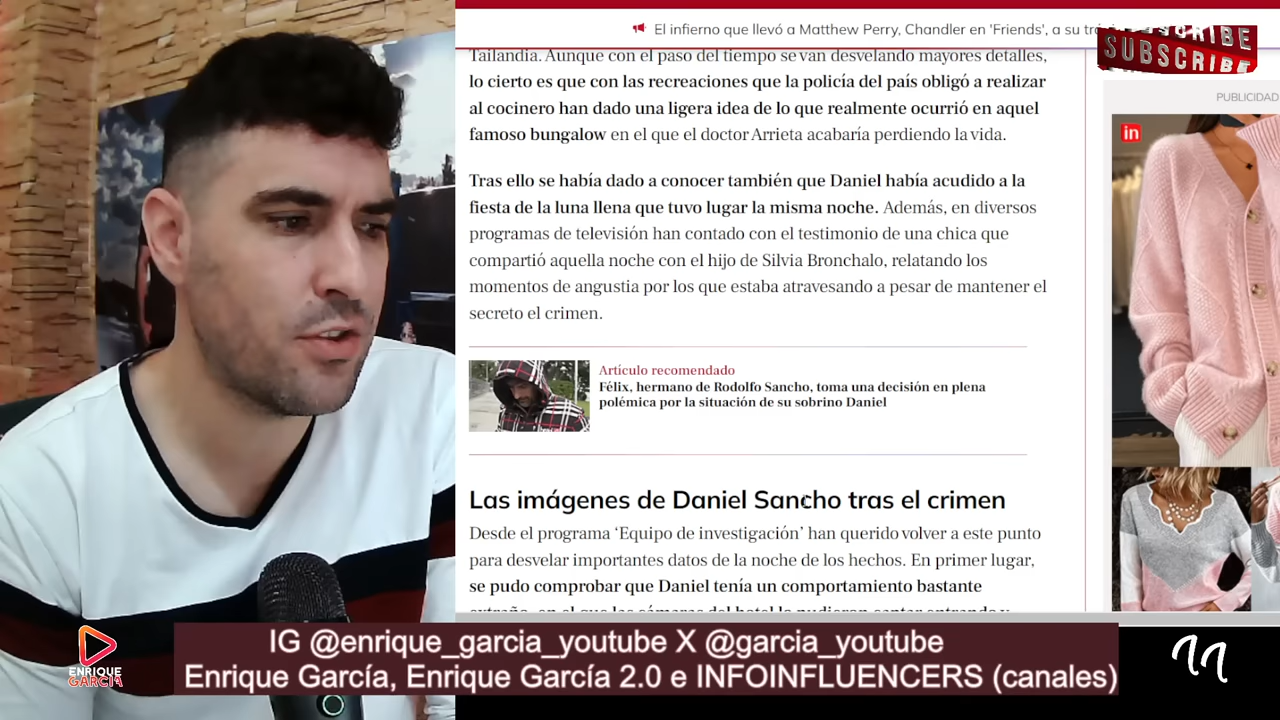 El infierno que llevó a Matthew Perry, Chandler en 'Friends', a su
SUBSCRIBE
SUBSCRIBE
Tailandia. Aunque con el paso del tiempo se van desvelando mayores detalles,
lo cierto es que con las recreaciones que la policía del país obligó a realizar
al cocinero han dado una ligera idea de lo que realmente ocurrió en aquel
famoso bungalow en el que el doctor Arrieta acabaría perdiendo la vida.
Tras ello se había dado a conocer también que Daniel había acudido a la
fiesta de la luna llena que tuvo lugar la misma noche. Además, en diversos
programas de televisión han contado con el testimonio de una chica que
compartió aquella noche con el hijo de Silvia Bronchalo, relatando los
momentos de angustia por los que estaba atravesando a pesar de mantener el
secreto el crimen.
Artículo recomendado
Félix, hermano de Rodolfo Sancho, toma una decisión en plena
polémica por la situación de su sobrino Daniel
Las imágenes de Daniel Sancho tras el crimen
Desde el programa ‘Equipo de investigación’ han querido volver a este punto
para desvelar importantes datos de la noche de los hechos. En primer lugar,
se pudo comprobar que Daniel tenía un comportamiento bastante
PUBLICIDAD
in
IG @enrique_garcia_youtube X @garcia_youtube
Enrique García, Enrique García 2.0 e INFOINFLUENCERS (canales)
ENRIQUE
GARCÍA